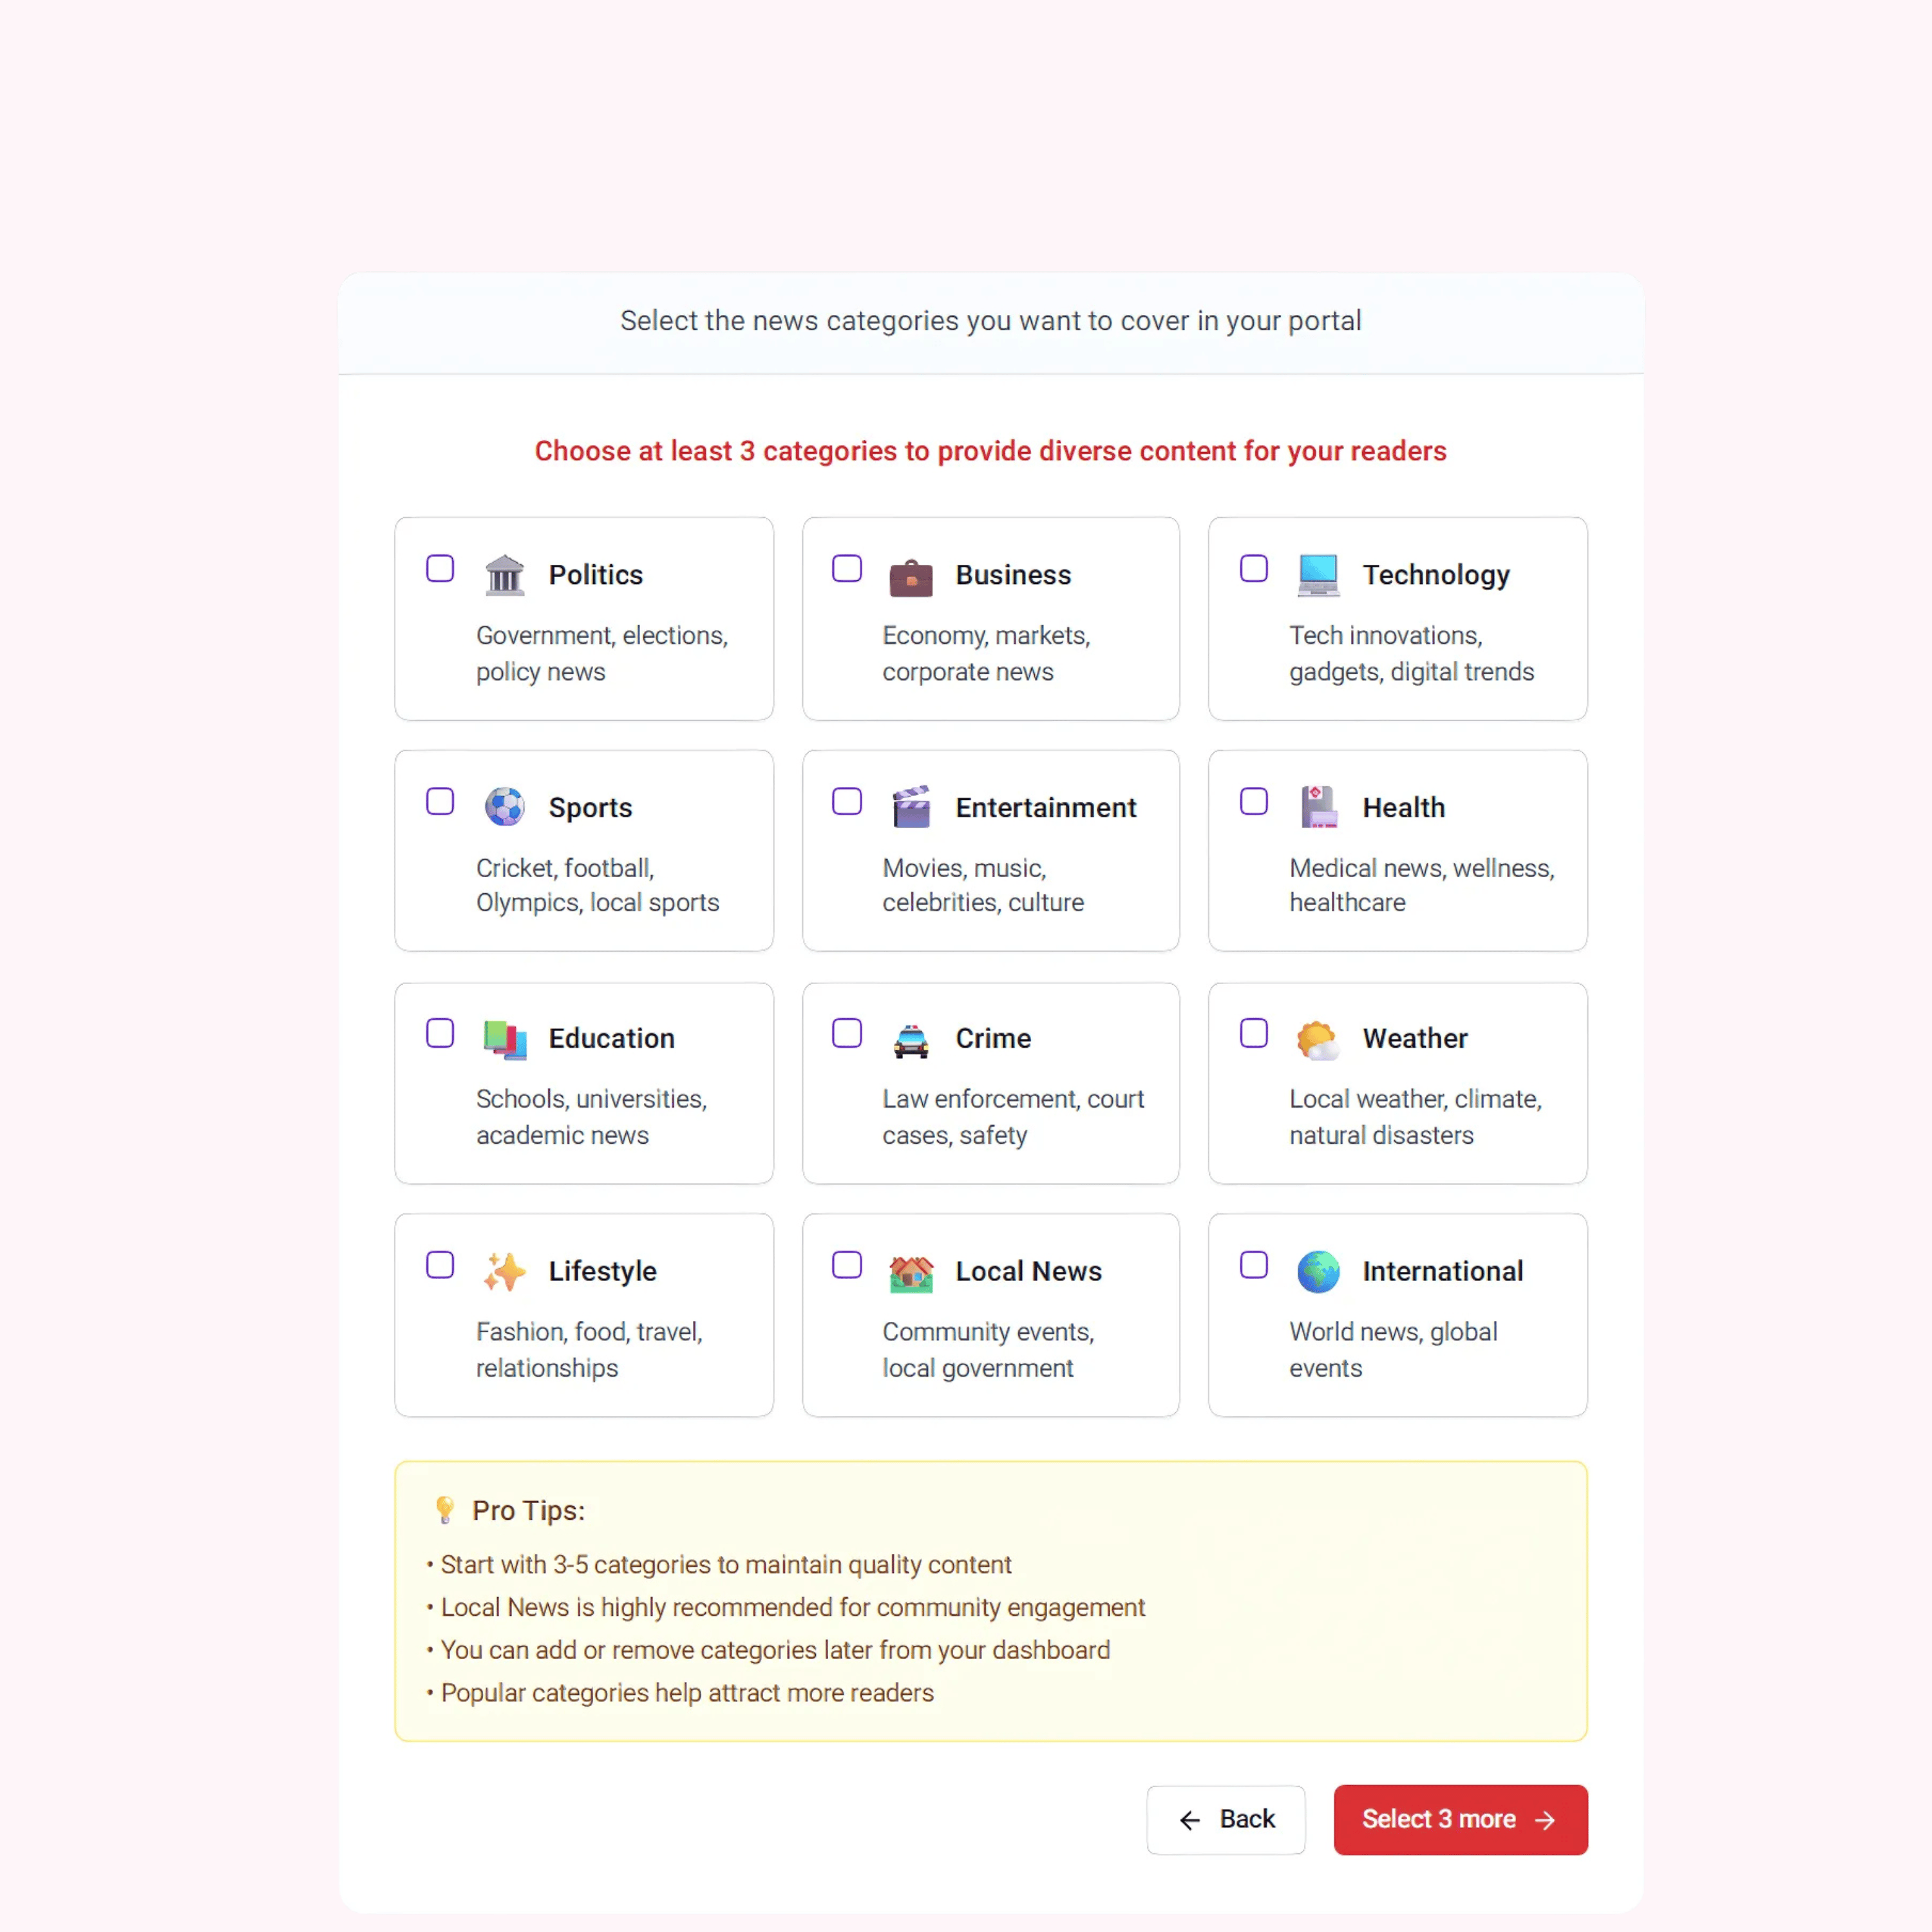 Select the news categories you want to cover in your portal
Choose at least 3 categories to provide diverse content for your readers
Politics
Government, elections,
policy news
Business
Economy, markets,
corporate news
Technology
Tech innovations,
gadgets, digital trends
Sports
Cricket, football,
Olympics, local sports
Entertainment
Movies, music,
celebrities, culture
Health
Medical news, wellness,
healthcare
Education
Schools, universities,
academic news
Crime
Law enforcement, court
cases, safety
Weather
Local weather, climate,
natural disasters
Lifestyle
Fashion, food, travel,
relationships
Local News
Community events,
local government
International
World news, global
events
Pro Tips:
• Start with 3-5 categories to maintain quality content
• Local News is highly recommended for community engagement
• You can add or remove categories later from your dashboard
• Popular categories help attract more readers
← Back
Select 3 more →